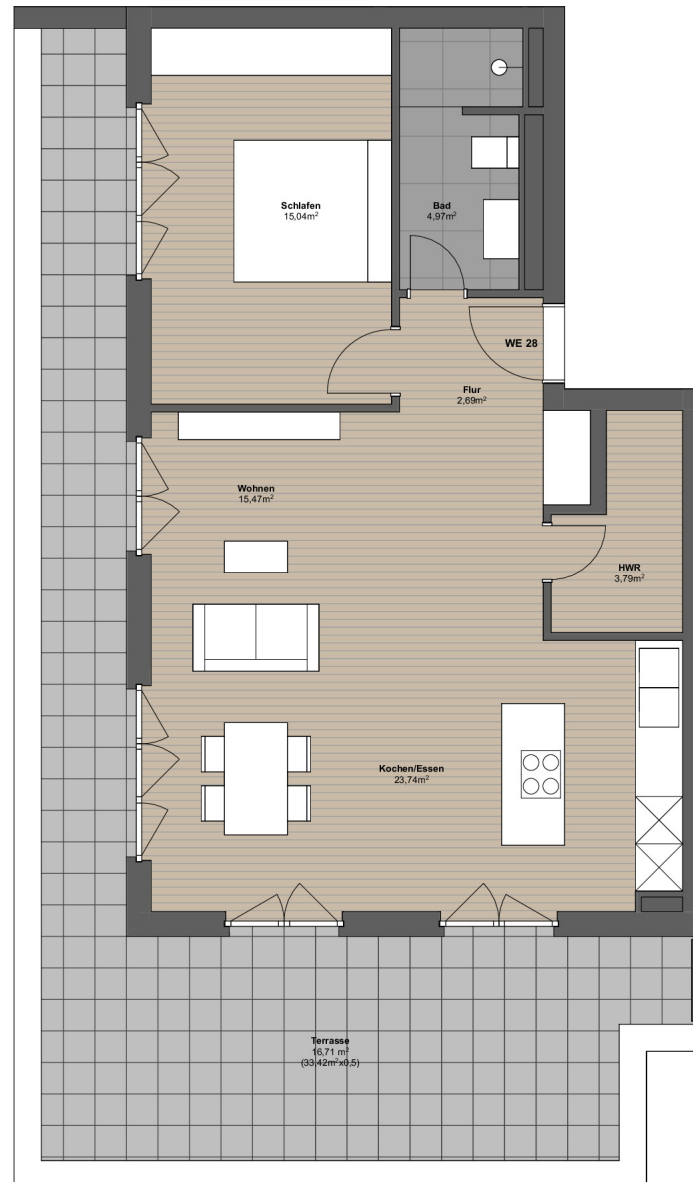 Schlafen
15,04m²
Bad
4,97m²
WE 28
Flur
2,69m²
Wohnen
15,47m²
HWR
3,79m²
Kochen/Essen
23,74m²
Terrasse
16,71 m²
(33,42m²x0,5)